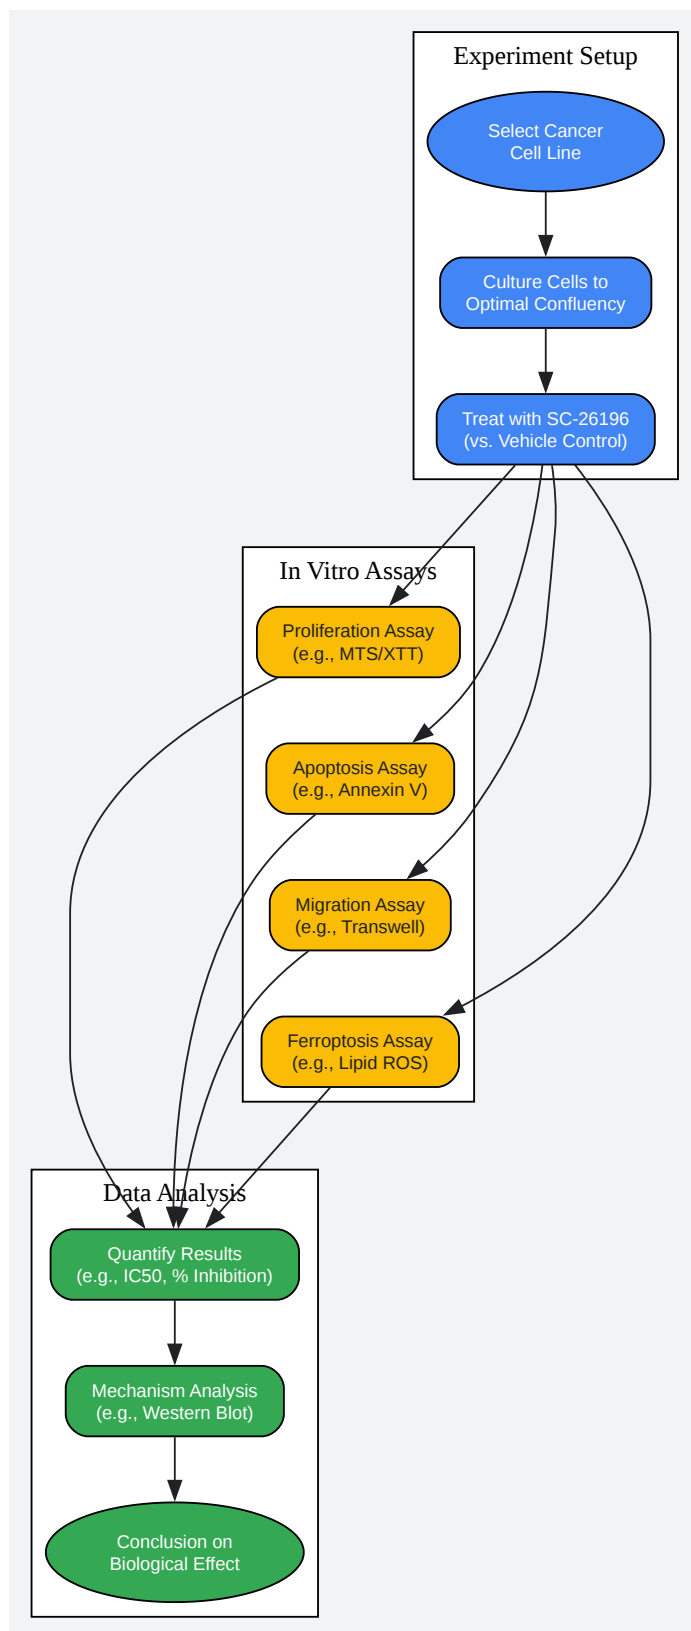 Experiment Setup
Select Cancer
Cell Line
Culture Cells to
Optimal Confluency
Treat with SC-26196
(vs. Vehicle Control)
In Vitro Assays
Proliferation Assay
(e.g., MTS/XTT)
Apoptosis Assay
(e.g., Annexin V)
Migration Assay
(e.g., Transwell)
Ferroptosis Assay
(e.g., Lipid ROS)
Data Analysis
Quantify Results
(e.g., IC50, % Inhibition)
Mechanism Analysis
(e.g., Western Blot)
Conclusion on
Biological Effect